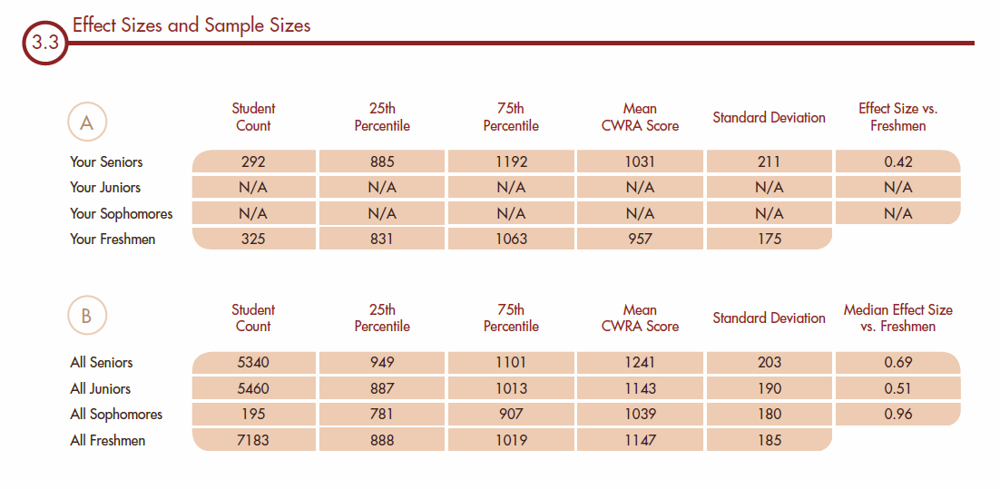 3.3 Effect Sizes and Sample Sizes
A Student Count 25th Percentile 75th Percentile Mean CWRA Score Standard Deviation Effect Size vs. Freshmen
Your Seniors 292 885 1192 1031 211 0.42
Your Juniors N/A N/A N/A N/A N/A N/A
Your Sophomores N/A N/A N/A N/A N/A N/A
Your Freshmen 325 831 1063 957 175
B Student Count 25th Percentile 75th Percentile Mean CWRA Score Standard Deviation Median Effect Size vs. Freshmen
All Seniors 5340 949 1101 1241 203 0.69
All Juniors 5460 887 1013 1143 190 0.51
All Sophomores 195 781 907 1039 180 0.96
All Freshmen 7183 888 1019 1147 185